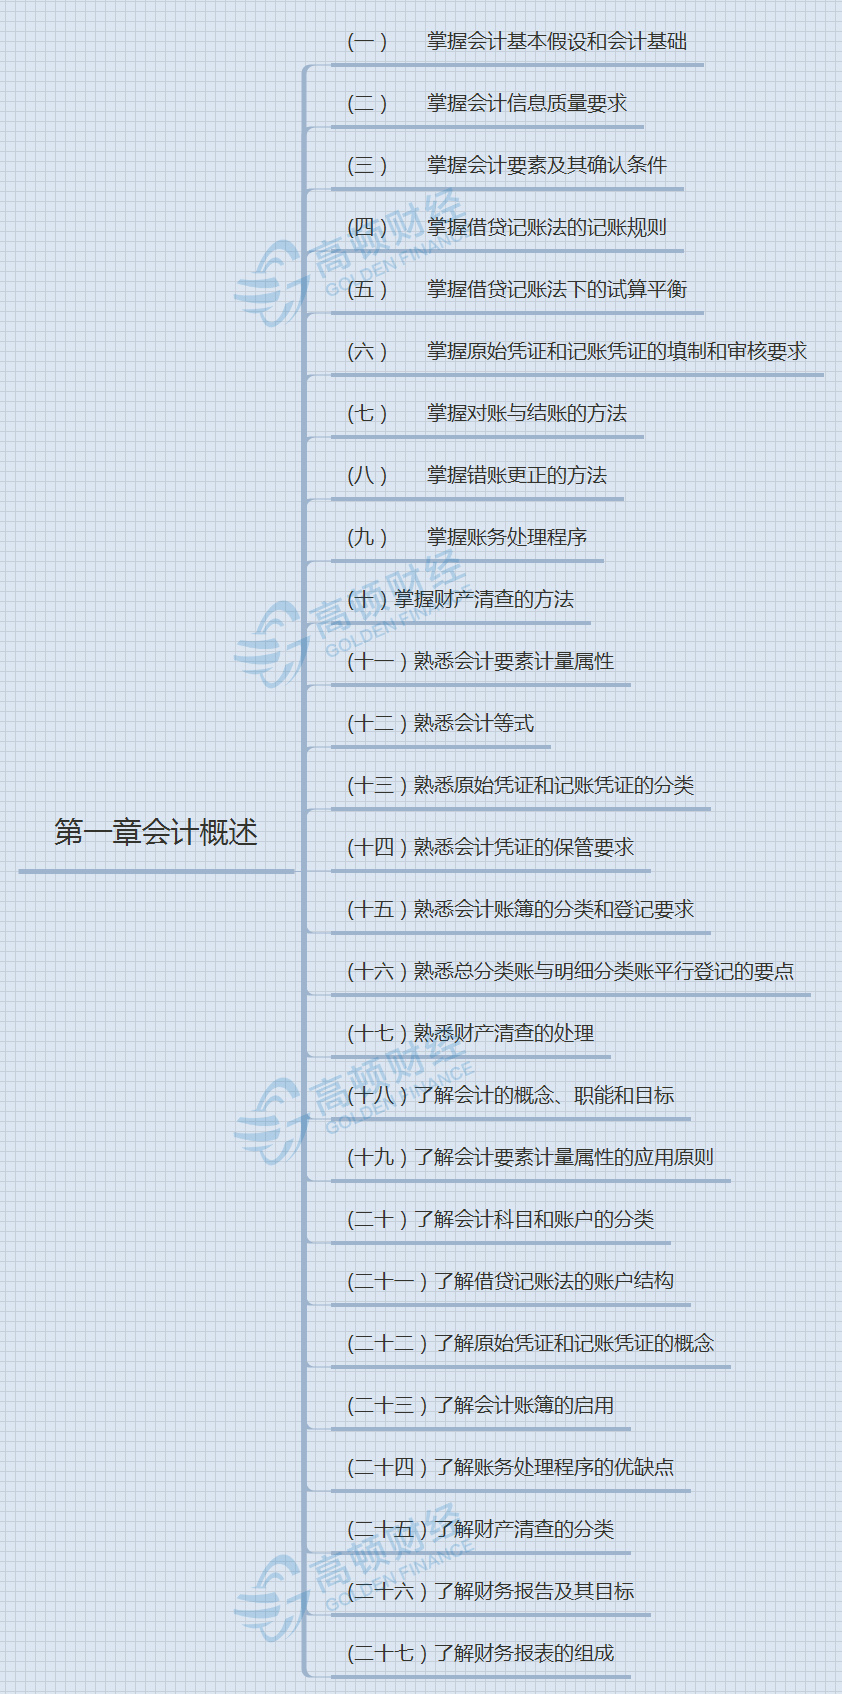 (一） 掌握会计基本假设和会计基础
(二） 掌握会计信息质量要求
(三） 掌握会计要素及其确认条件
(四） 掌握借贷记账法的记账规则
(五） 掌握借贷记账法下的试算平衡
(六） 掌握原始凭证和记账凭证的填制和审核要求
(七） 掌握对账与结账的方法
(八） 掌握错账更正的方法
(九） 掌握账务处理程序
(十）掌握财产清查的方法
(十一）熟悉会计要素计量属性
(十二）熟悉会计等式
(十三）熟悉原始凭证和记账凭证的分类
第一章会计概述
(十四）熟悉会计凭证的保管要求
(十五）熟悉会计账簿的分类和登记要求
(十六）熟悉总分类账与明细分类账平行登记的要点
(十七）熟悉财产清查的处理
(十八）了解会计的概念、职能和目标
(十九）了解会计要素计量属性的应用原则
(二十）了解会计科目和账户的分类
(二十一）了解借贷记账法的账户结构
(二十二）了解原始凭证和记账凭证的概念
(二十三）了解会计账簿的启用
(二十四）了解账务处理程序的优缺点
(二十五）了解财产清查的分类
(二十六）了解财务报告及其目标
(二十七）了解财务报表的组成
高顿财经
GOLDEN FINANCE
高顿财经
GOLDEN FINANCE
高顿财经
GOLDEN FINANCE
高顿财经
GOLDEN FINANCE